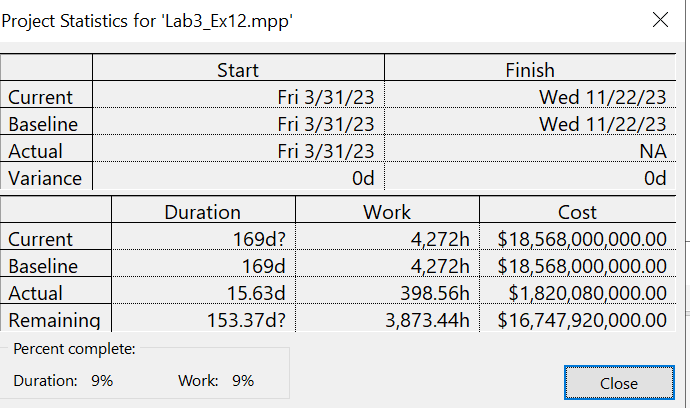 Project Statistics for 'Lab3_Ex12.mpp'
Start Finish
Current Fri 3/31/23 Wed 11/22/23
Baseline Fri 3/31/23 Wed 11/22/23
Actual Fri 3/31/23 NA
Variance 0d 0d
Duration Work Cost
Current 169d? 4,272h $18,568,000,000.00
Baseline 169d 4,272h $18,568,000,000.00
Actual 15.63d 398.56h $1,820,080,000.00
Remaining 153.37d? 3,873.44h $16,747,920,000.00
Percent complete:
Duration: 9% Work: 9%
Close